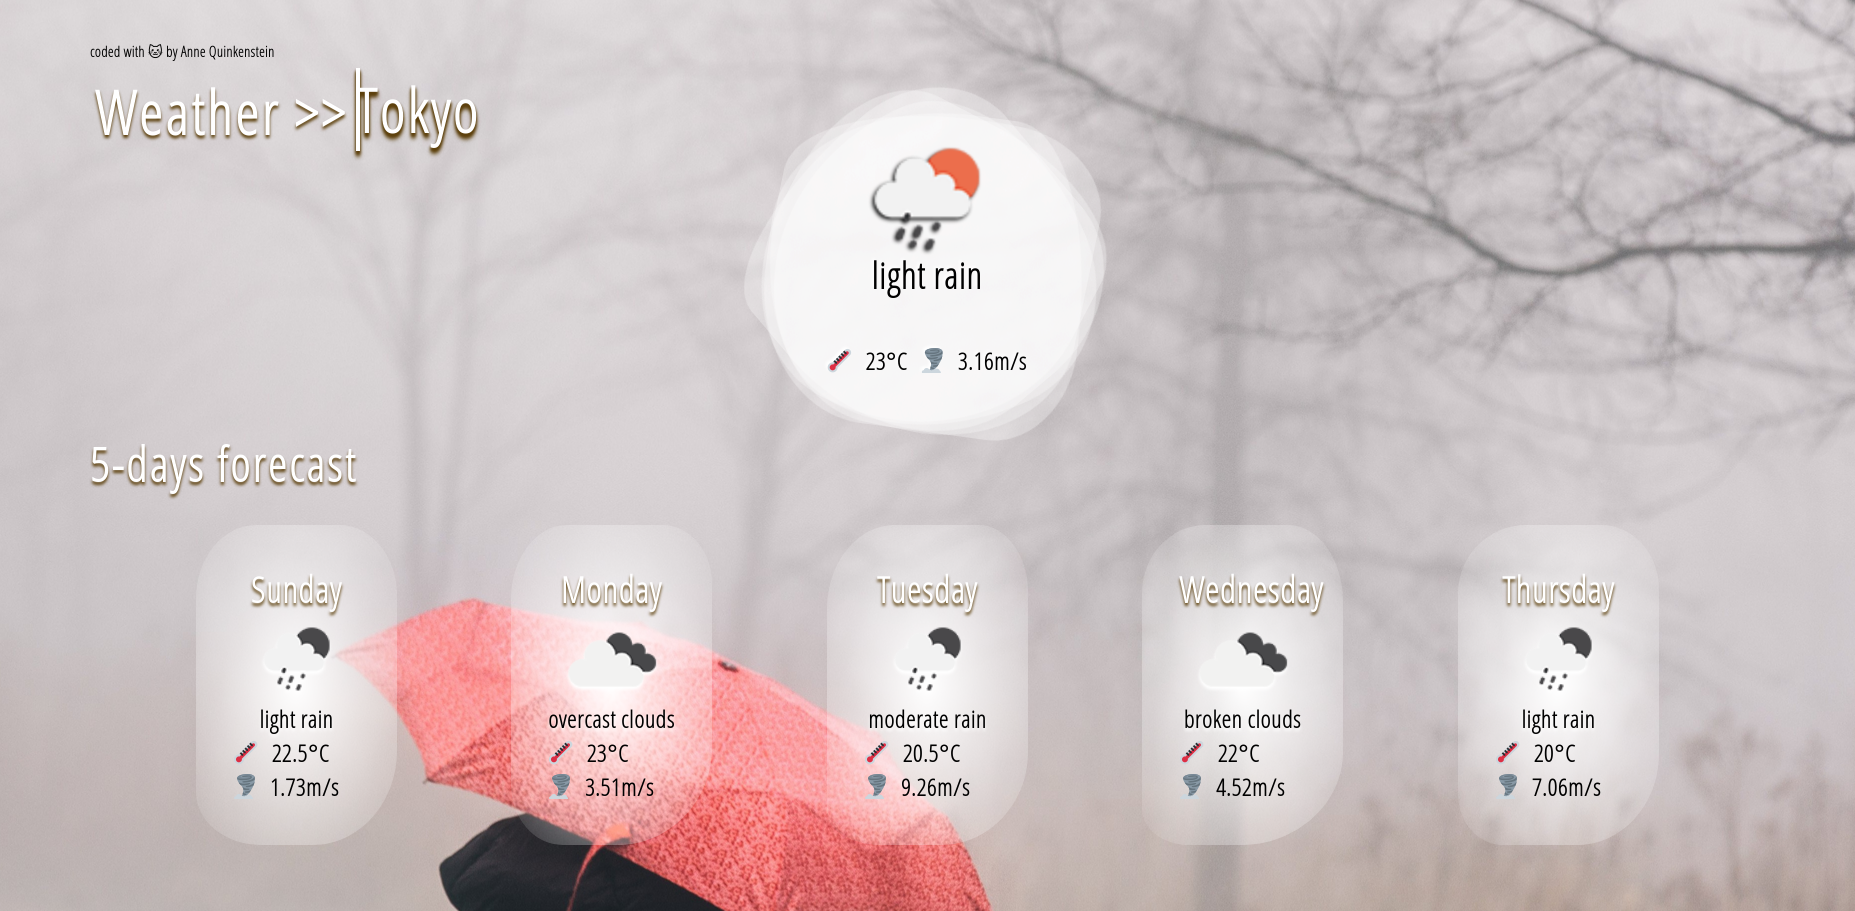 coded with 🐱 by Anne Quinkenstein
Weather >> Tokyo
light rain
23°C 3.16m/s
5-days forecast
Sunday
light rain
22.5°C
1.73m/s
Monday
overcast clouds
23°C
3.51m/s
Tuesday
moderate rain
20.5°C
9.26m/s
Wednesday
broken clouds
22°C
4.52m/s
Thursday
light rain
20°C
7.06m/s